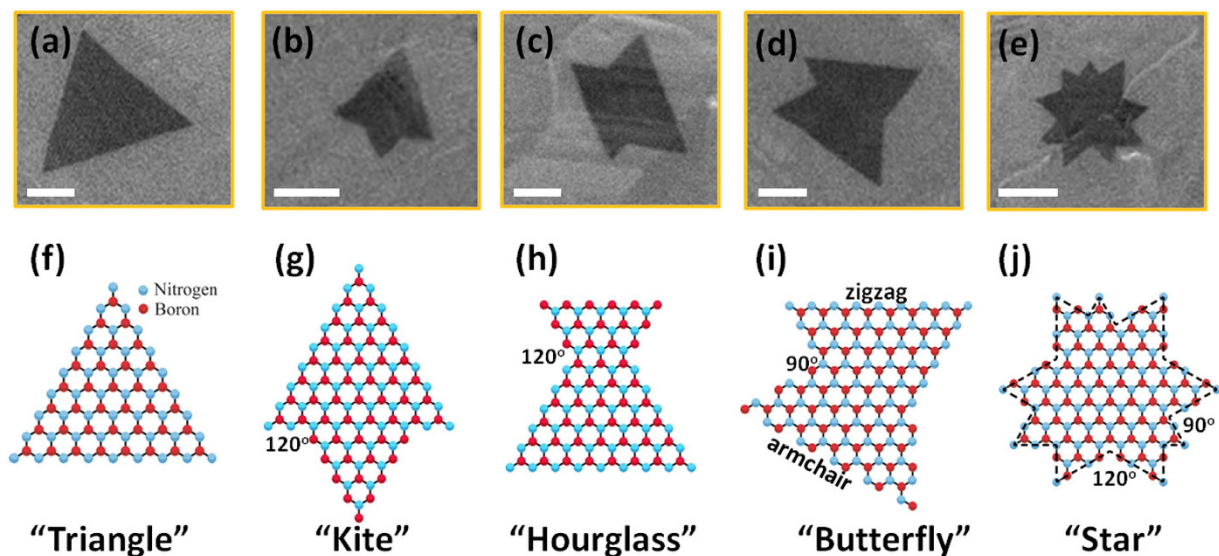 (a) (b) (c) (d) (e)
(f) (g) (h) (i) (j)
Nitrogen
Boron
120°
120°
zigzag
90°
armchair
90°
120°
“Triangle” “Kite” “Hourglass” “Butterfly” “Star”